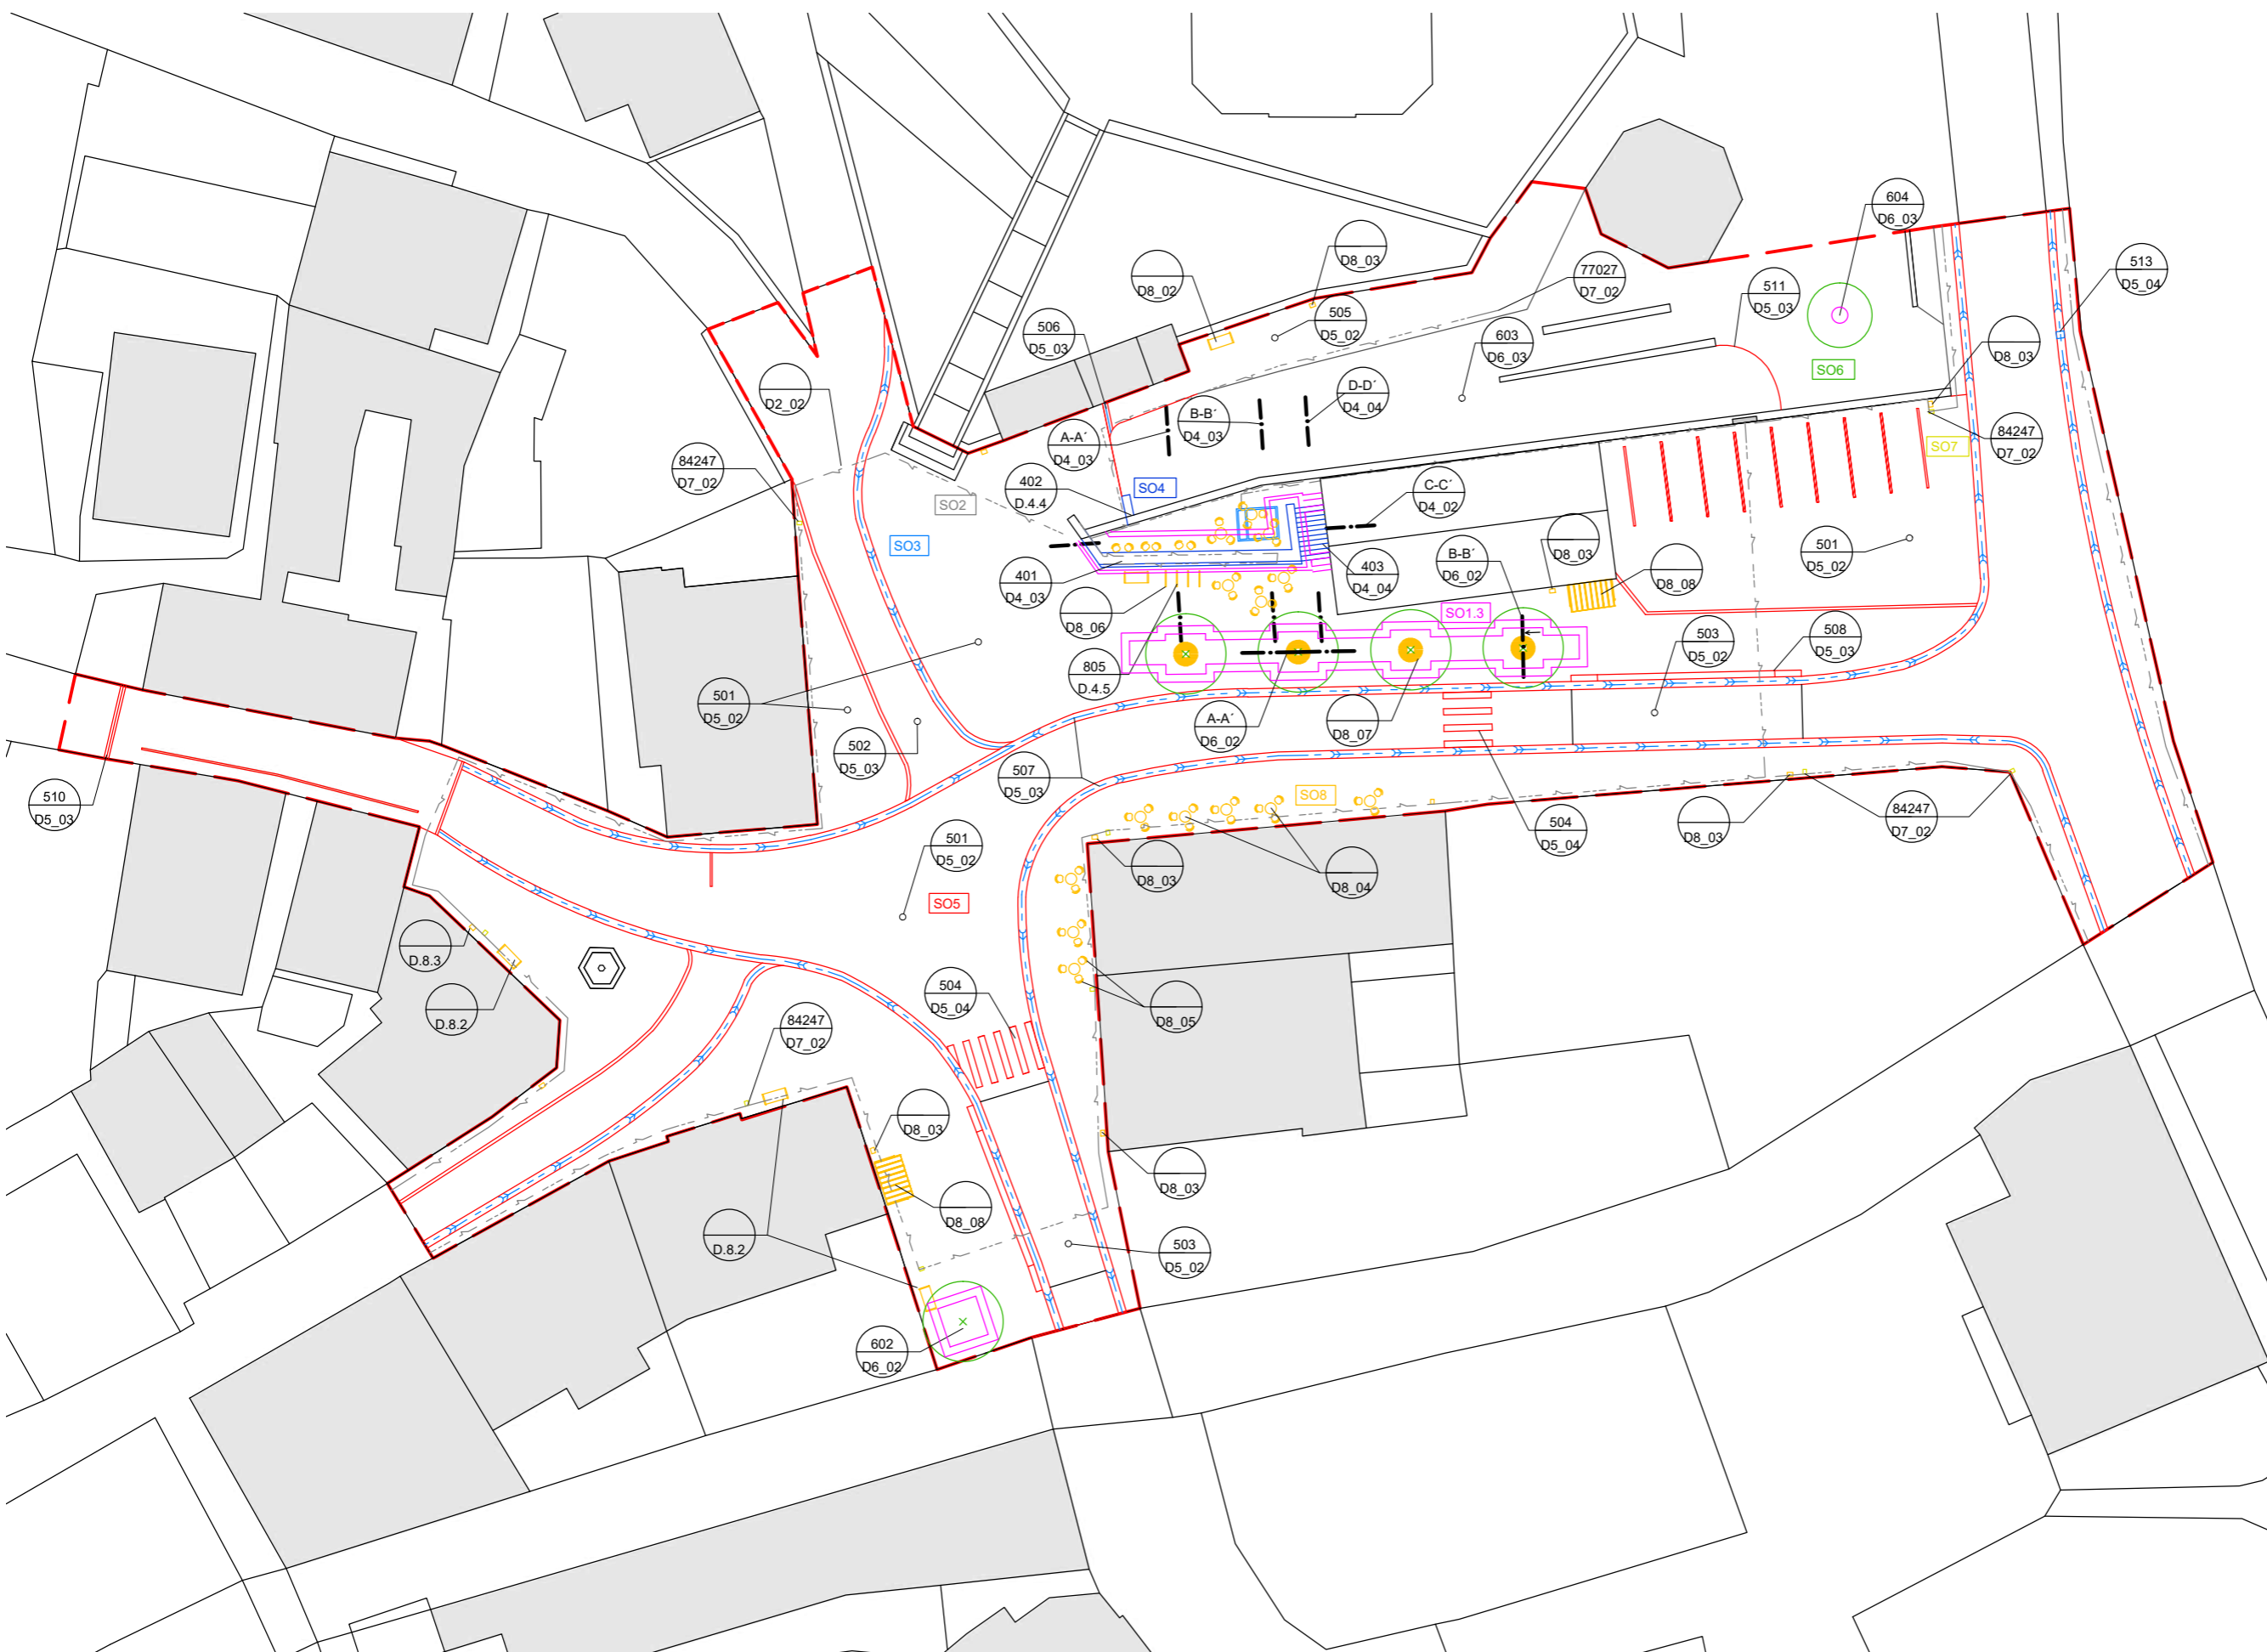 604
D6_03
D8_03
513
D5_04
D8_02
77027
D7_02
511
D5_03
505
D5_02
506
D5_03
603
D6_03
D8_03
SO6
D2_02
D-D´
D4_04
B-B´
D4_03
A-A´
D4_03
84247
D7_02
SO7
84247
D7_02
402
D.4.4
SO4
C-C´
D4_02
SO2
SO3
D8_03
501
D5_02
401
D4_03
403
D4_04
B-B´
D6_02
D8_08
D8_06
SO1.3
503
D5_02
508
D5_03
805
D.4.5
501
D5_02
A-A´
D6_02
D8_07
502
D5_03
507
D5_03
510
D5_03
SO8
504
D5_04
D8_03
84247
D7_02
501
D5_02
D8_03
D8_04
SO5
D.8.3
504
D5_04
D.8.2
D8_05
84247
D7_02
D8_03
D8_03
D8_08
D.8.2
503
D5_02
602
D6_02